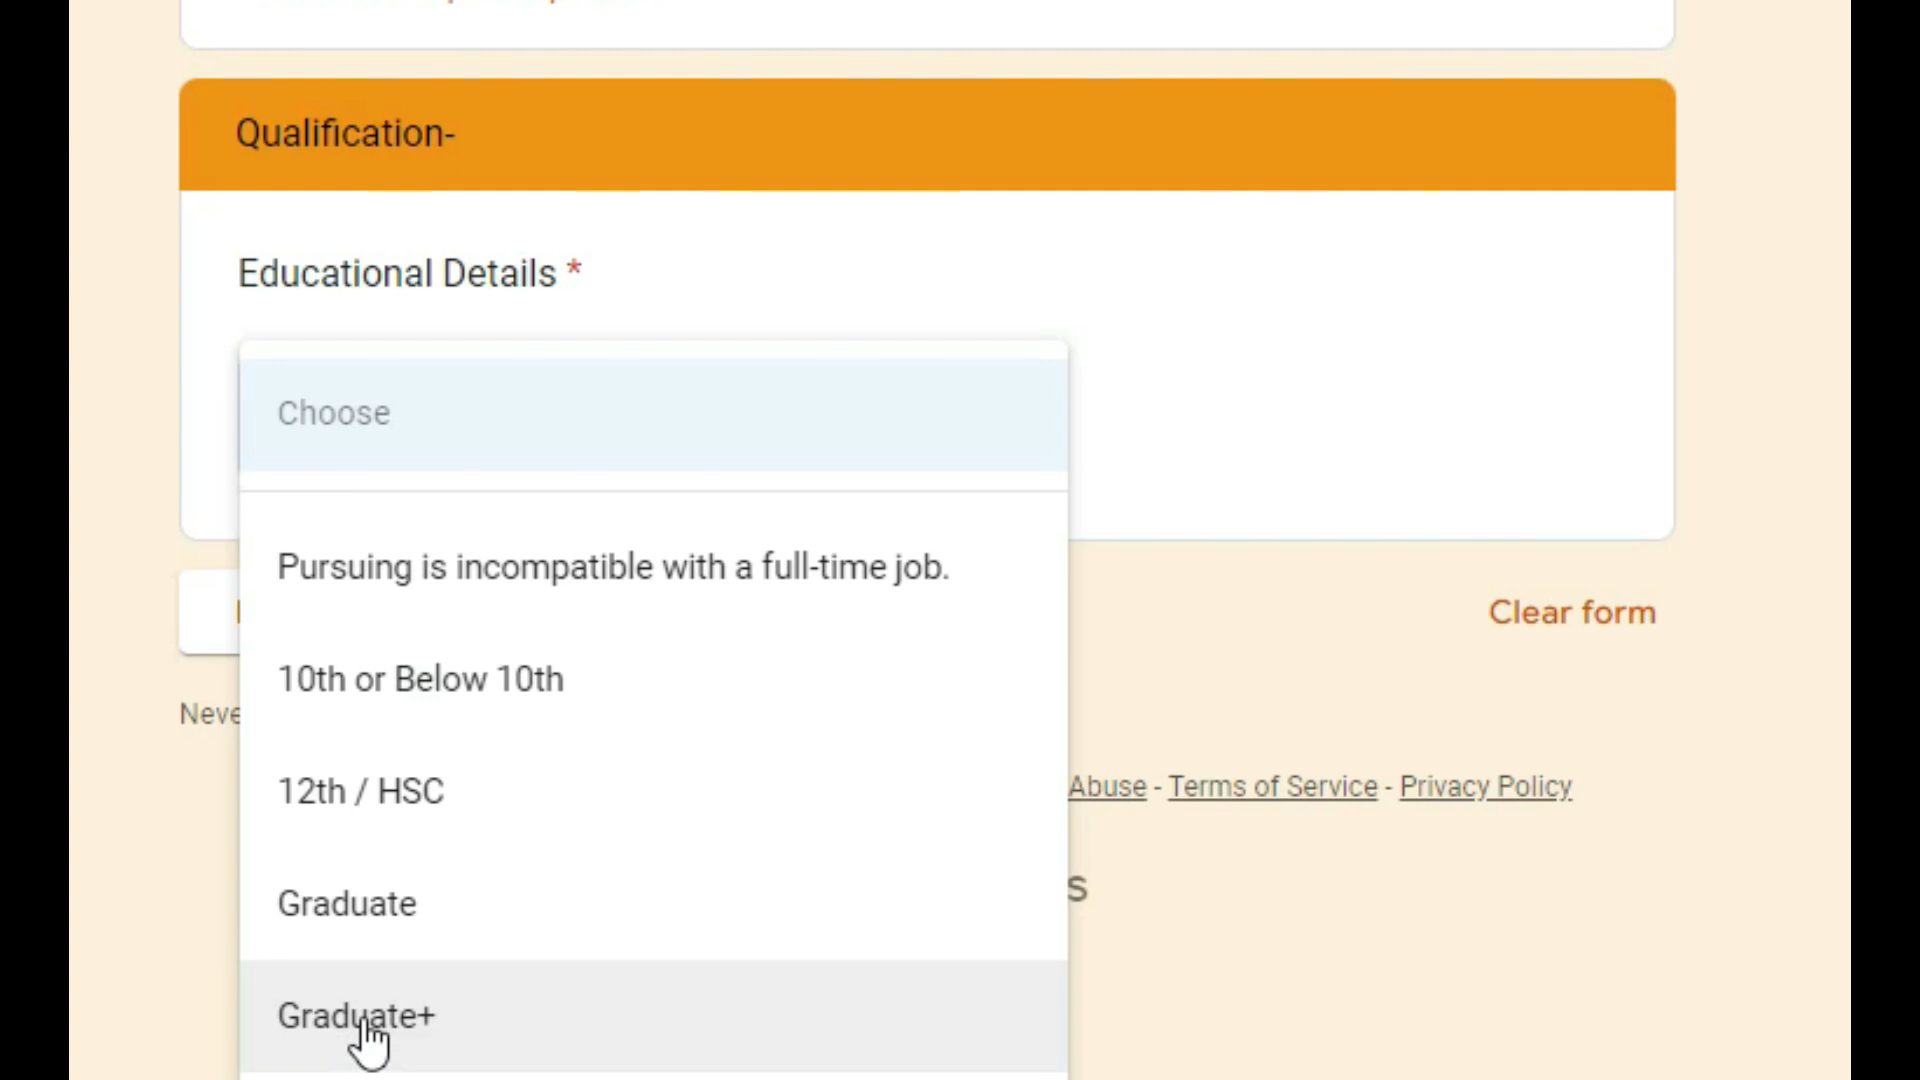 Qualification-
Educational Details *
Choose
Pursuing is incompatible with a full-time job.
Clear form
10th or Below 10th
12th / HSC
Abuse - Terms of Service - Privacy Policy
Graduate
Graduate+